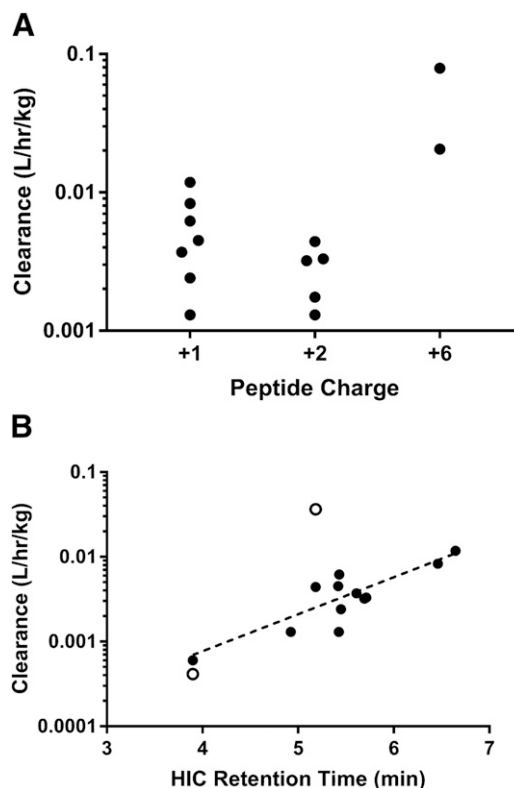 A
Clearance (L/hr/kg)
0.1
0.01
0.001
+1 +2 +6
Peptide Charge
B
Clearance (L/hr/kg)
0.1
0.01
0.001
0.0001
3 4 5 6 7
HIC Retention Time (min)